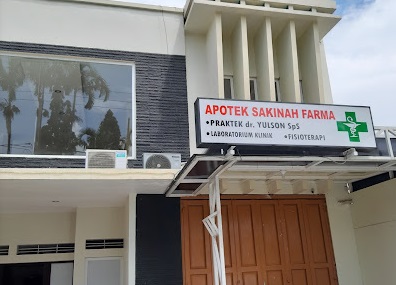 APOTEK SAKINAH FARMA
•PRAKTEK dr. YULSON SpS
•LABORATORIUM KLINIK •FISIOTERAPI